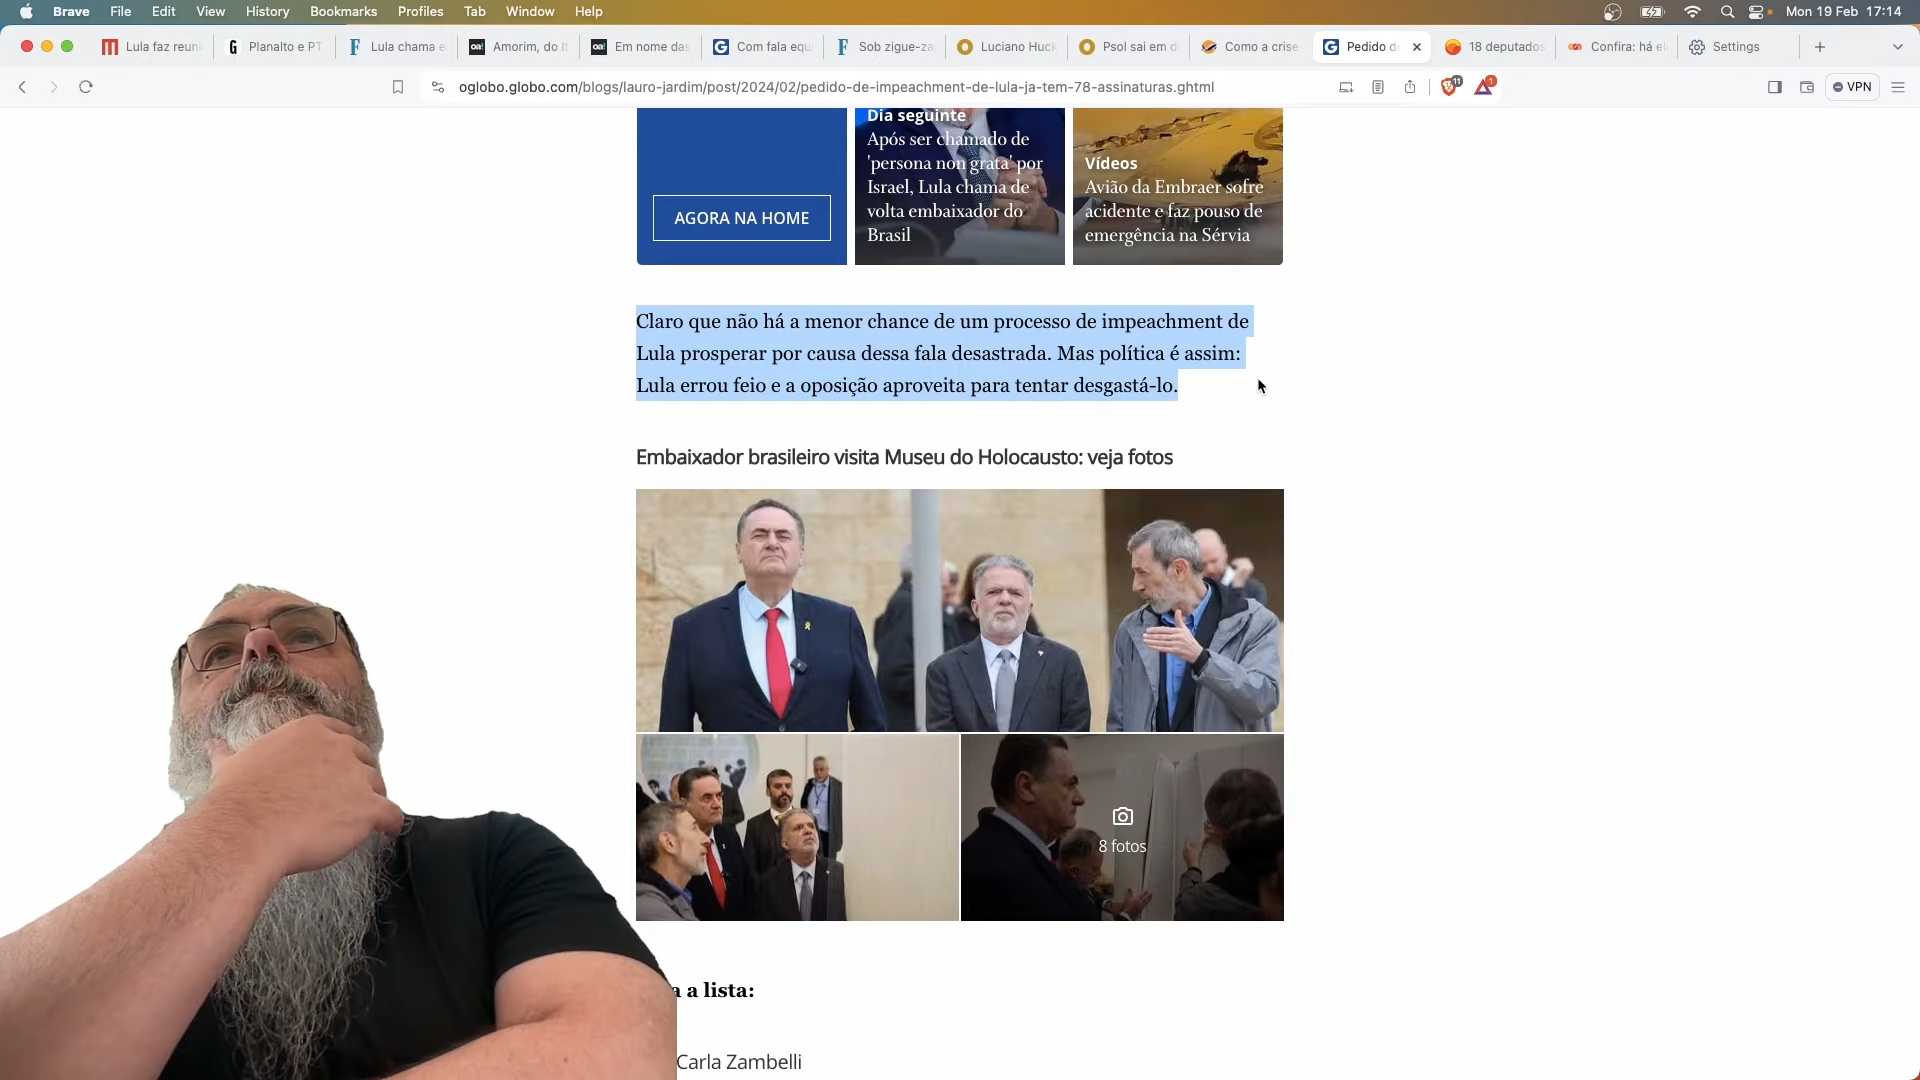 Brave File Edit View History Bookmarks Profiles Tab Window Help Mon 19 Feb 17:14
Lula faz reuni Planalto e PT Lula chama e Amorim, do It Em nome das Com fala equ Sob zigue-za Luciano Huck Psol sai em d Como a crise Pedido d 18 deputados Confira: há el Settings
oglobo.globo.com/blogs/lauro-jardim/post/2024/02/pedido-de-impeachment-de-lula-ja-tem-78-assinaturas.ghtml 11 1 VPN
AGORA NA HOME
Dia seguinte
Após ser chamado de
'persona non grata' por
Israel, Lula chama de
volta embaixador do
Brasil
Vídeos
Avião da Embraer sofre
acidente e faz pouso de
emergência na Sérvia
Claro que não há a menor chance de um processo de impeachment de
Lula prosperar por causa dessa fala desastrada. Mas política é assim:
Lula errou feio e a oposição aproveita para tentar desgastá-lo.
Embaixador brasileiro visita Museu do Holocausto: veja fotos
8 fotos
a a lista:
Carla Zambelli